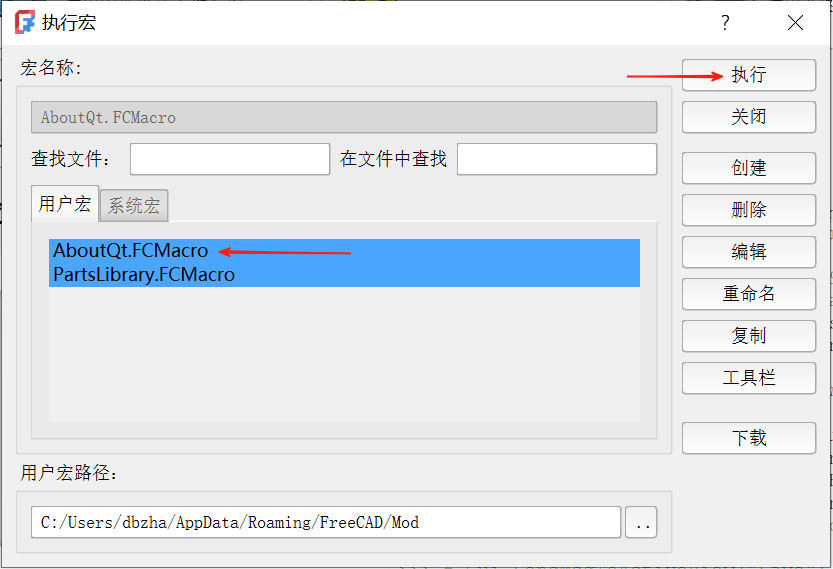 执行宏
?
宏名称:
执行
AboutQt.FCMacro
关闭
查找文件:
在文件中查找
创建
用户宏
系统宏
删除
AboutQt.FCMacro
编辑
PartsLibrary.FCMacro
重命名
复制
工具栏
下载
用户宏路径:
C:/Users/dbzha/AppData/Roaming/FreeCAD/Mod
..